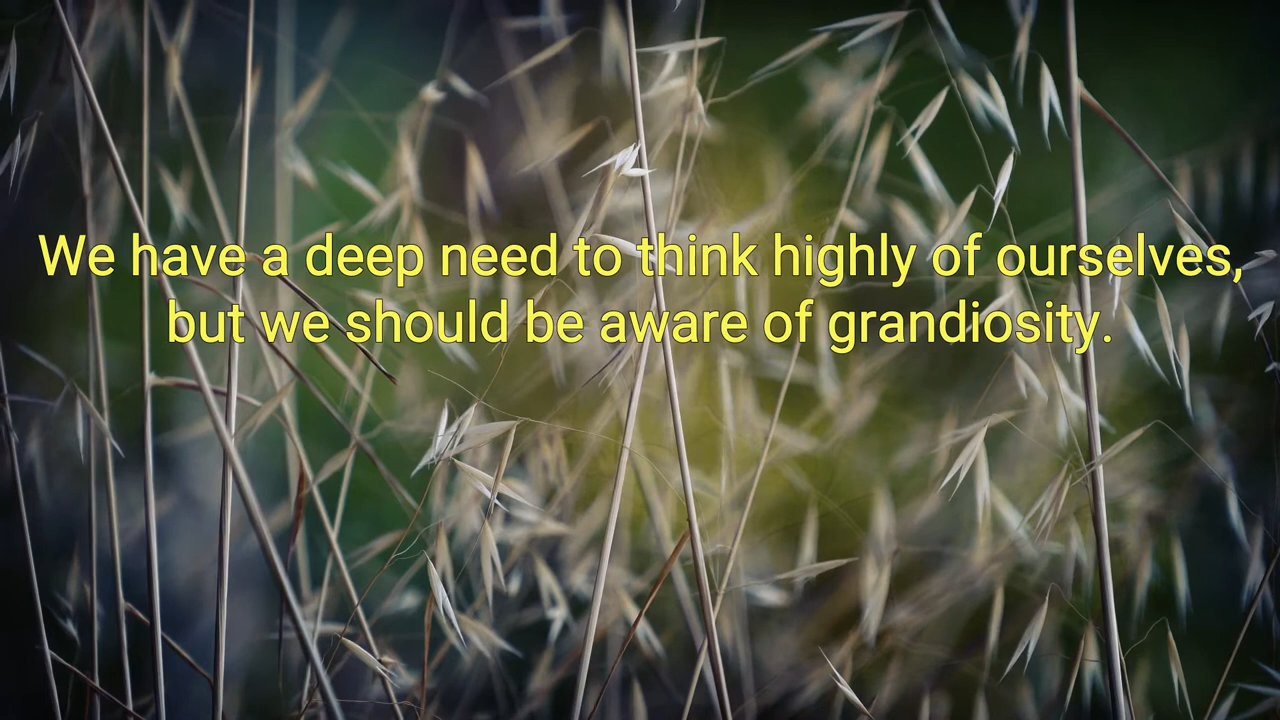 We have a deep need to think highly of ourselves,
but we should be aware of grandiosity.